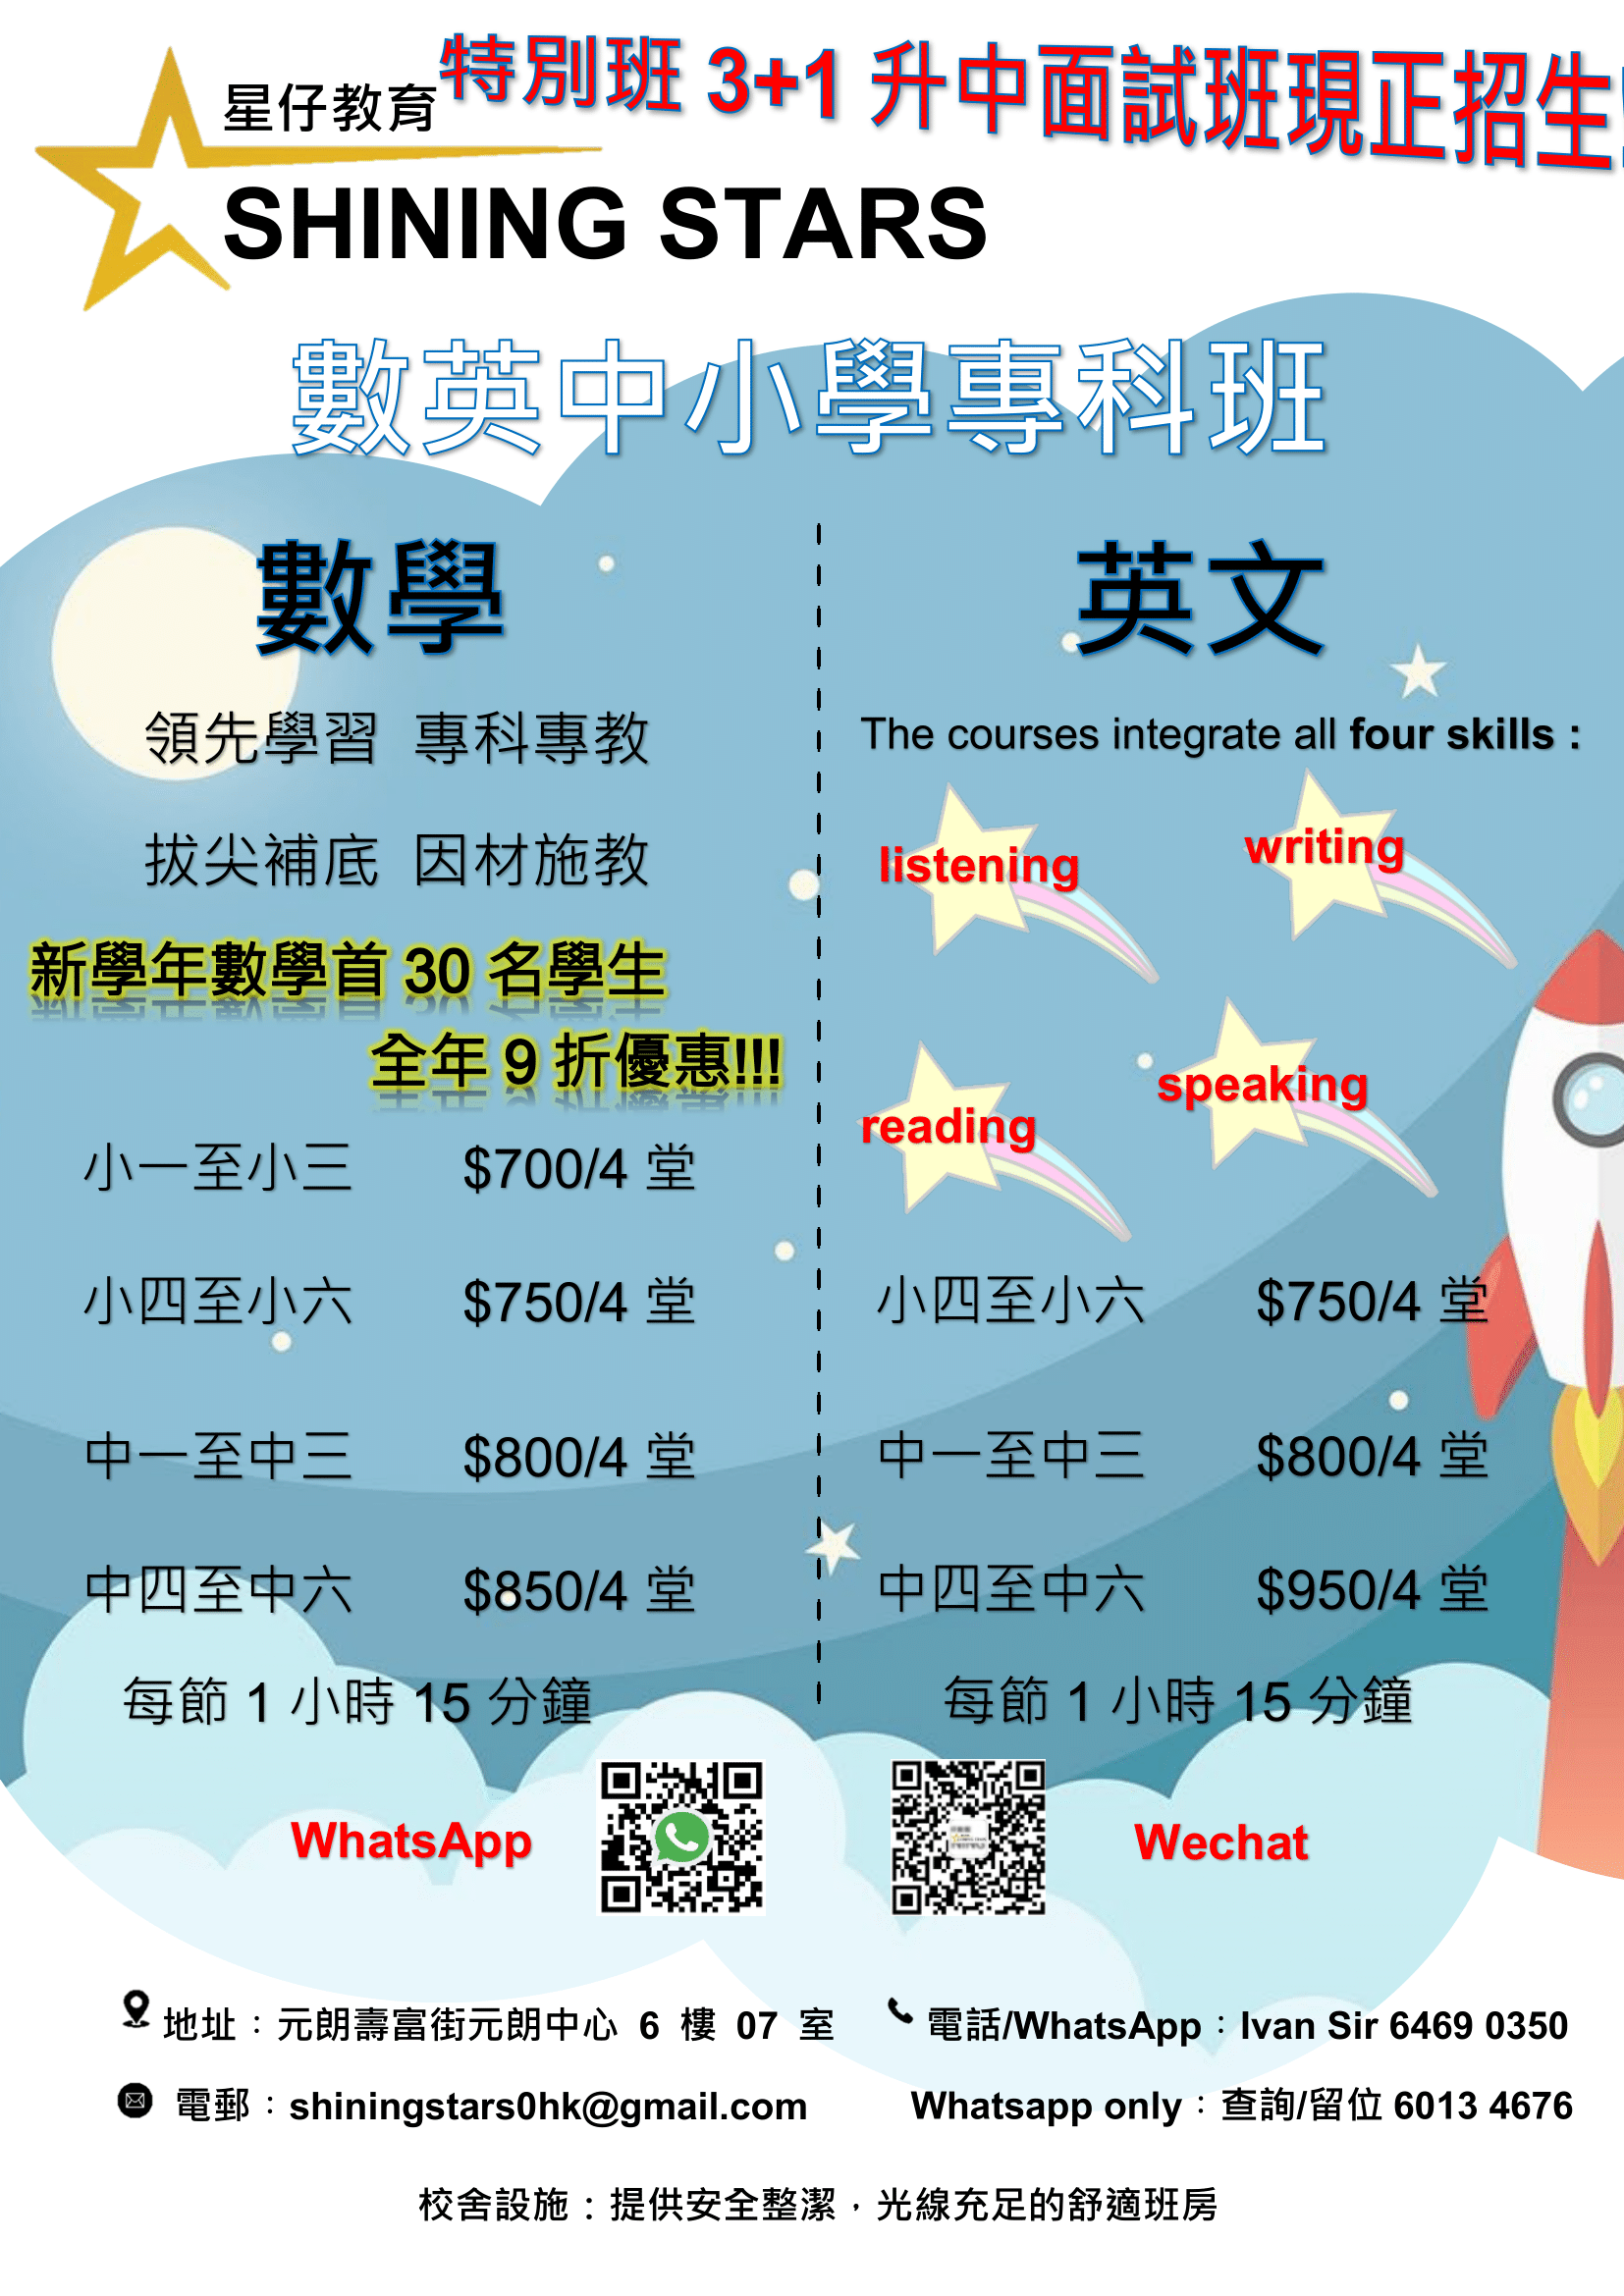 特別班 3+1 升中面試班現正招生
星仔教育
SHINING STARS
數英中小學專科班
數學
領先學習 專科專教
拔尖補底 因材施教
新學年數學首 30 名學生
全年 9 折優惠!!!
小一至小三 $700/4 堂
小四至小六 $750/4 堂
中一至中三 $800/4 堂
中四至中六 $850/4 堂
每節 1 小時 15 分鐘
英文
The courses integrate all four skills :
listening
writing
reading
speaking
小四至小六 $750/4 堂
中一至中三 $800/4 堂
中四至中六 $950/4 堂
每節 1 小時 15 分鐘
WhatsApp
Wechat
地址：元朗壽富街元朗中心 6 樓 07 室
電話/WhatsApp：Ivan Sir 6469 0350
電郵：shiningstars0hk@gmail.com
Whatsapp only：查詢/留位 6013 4676
校舍設施：提供安全整潔，光線充足的舒適班房